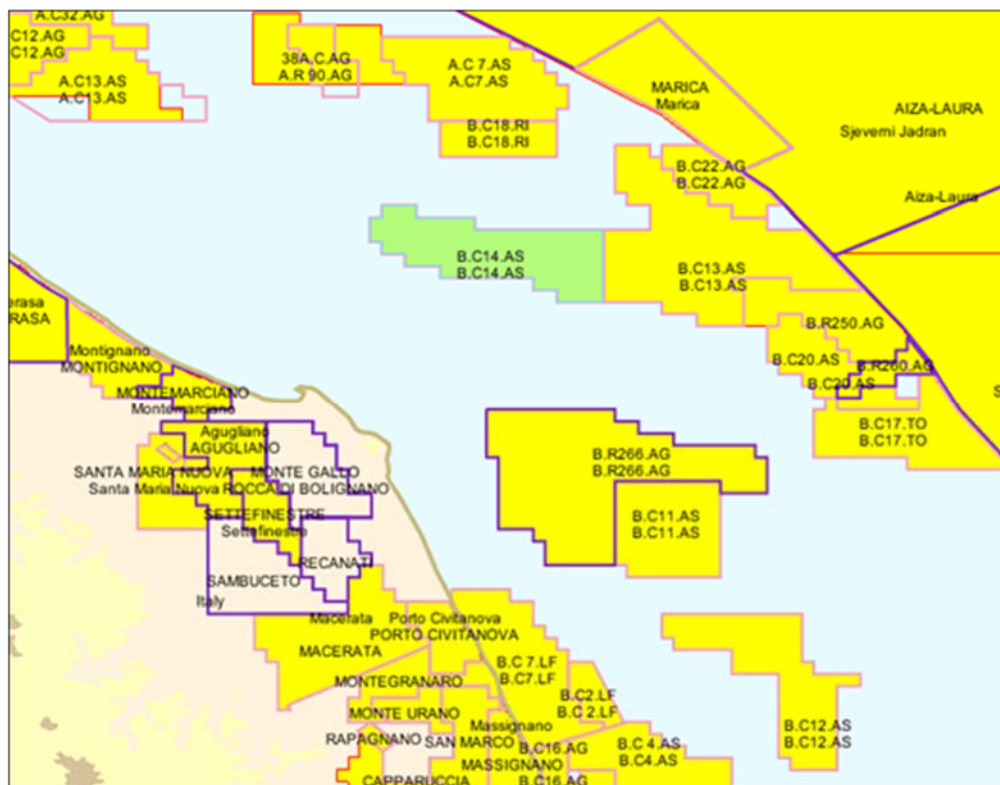 A.C32.AG
C12.AG
C12.AG
A.C13.AS
A.C13.AS
38A.C.AG
A.R 90.AG
A.C 7.AS
A.C7.AS
B.C18.RI
B.C18.RI
MARICA
Marica
AIZA-LAURA
Sjeverni Jadran
B.C22.AG
B.C22.AG
Aiza-Laura
B.C14.AS
B.C14.AS
B.C13.AS
B.C13.AS
B.R250.AG
B.C20.AS
B.R260.AG
B.C20.AS
S
erasa
RASA
Montignano
MONTIGNANO
MONTEMARCIANO
Montemarciano
B.C17.TO
B.C17.TO
Agugliano
AGUGLIANO
SANTA MARIA NUOVA
MONTE GALLO
Santa Maria Nuova
ROCCA DI BOLIGNANO
B.R266.AG
B.R266.AG
SETTEFINESTRE
Settefinestre
B.C11.AS
B.C11.AS
RECANATI
SAMBUCETO
Italy
Macerata
Porto Civitanova
PORTO CIVITANOVA
MACERATA
B.C 7.LF
B.C7.LF
MONTEGRANARO
B.C2.LF
B.C 2.LF
MONTE URANO
Massignano
B.C12.AS
B.C12.AS
RAPAGNANO
SAN MARCO
B.C16.AG
B.C 4.AS
B.C4.AS
MASSIGNANO
CAPPARUCCIA
B.C16.AG